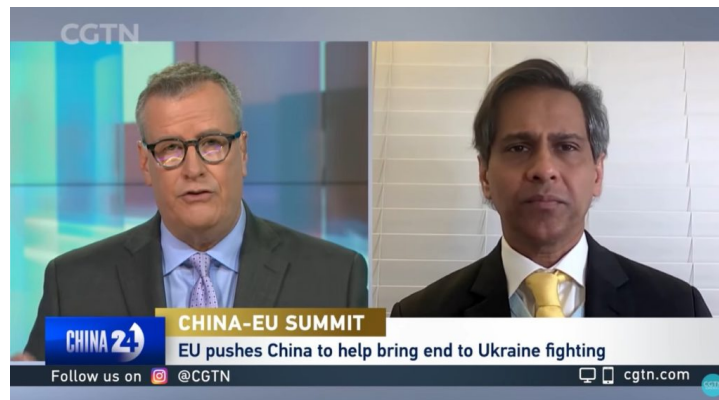 CGTN
CHINA-EU SUMMIT
CHINA 24
EU pushes China to help bring end to Ukraine fighting
Follow us on @CGTN
cgtn.com
CGTN